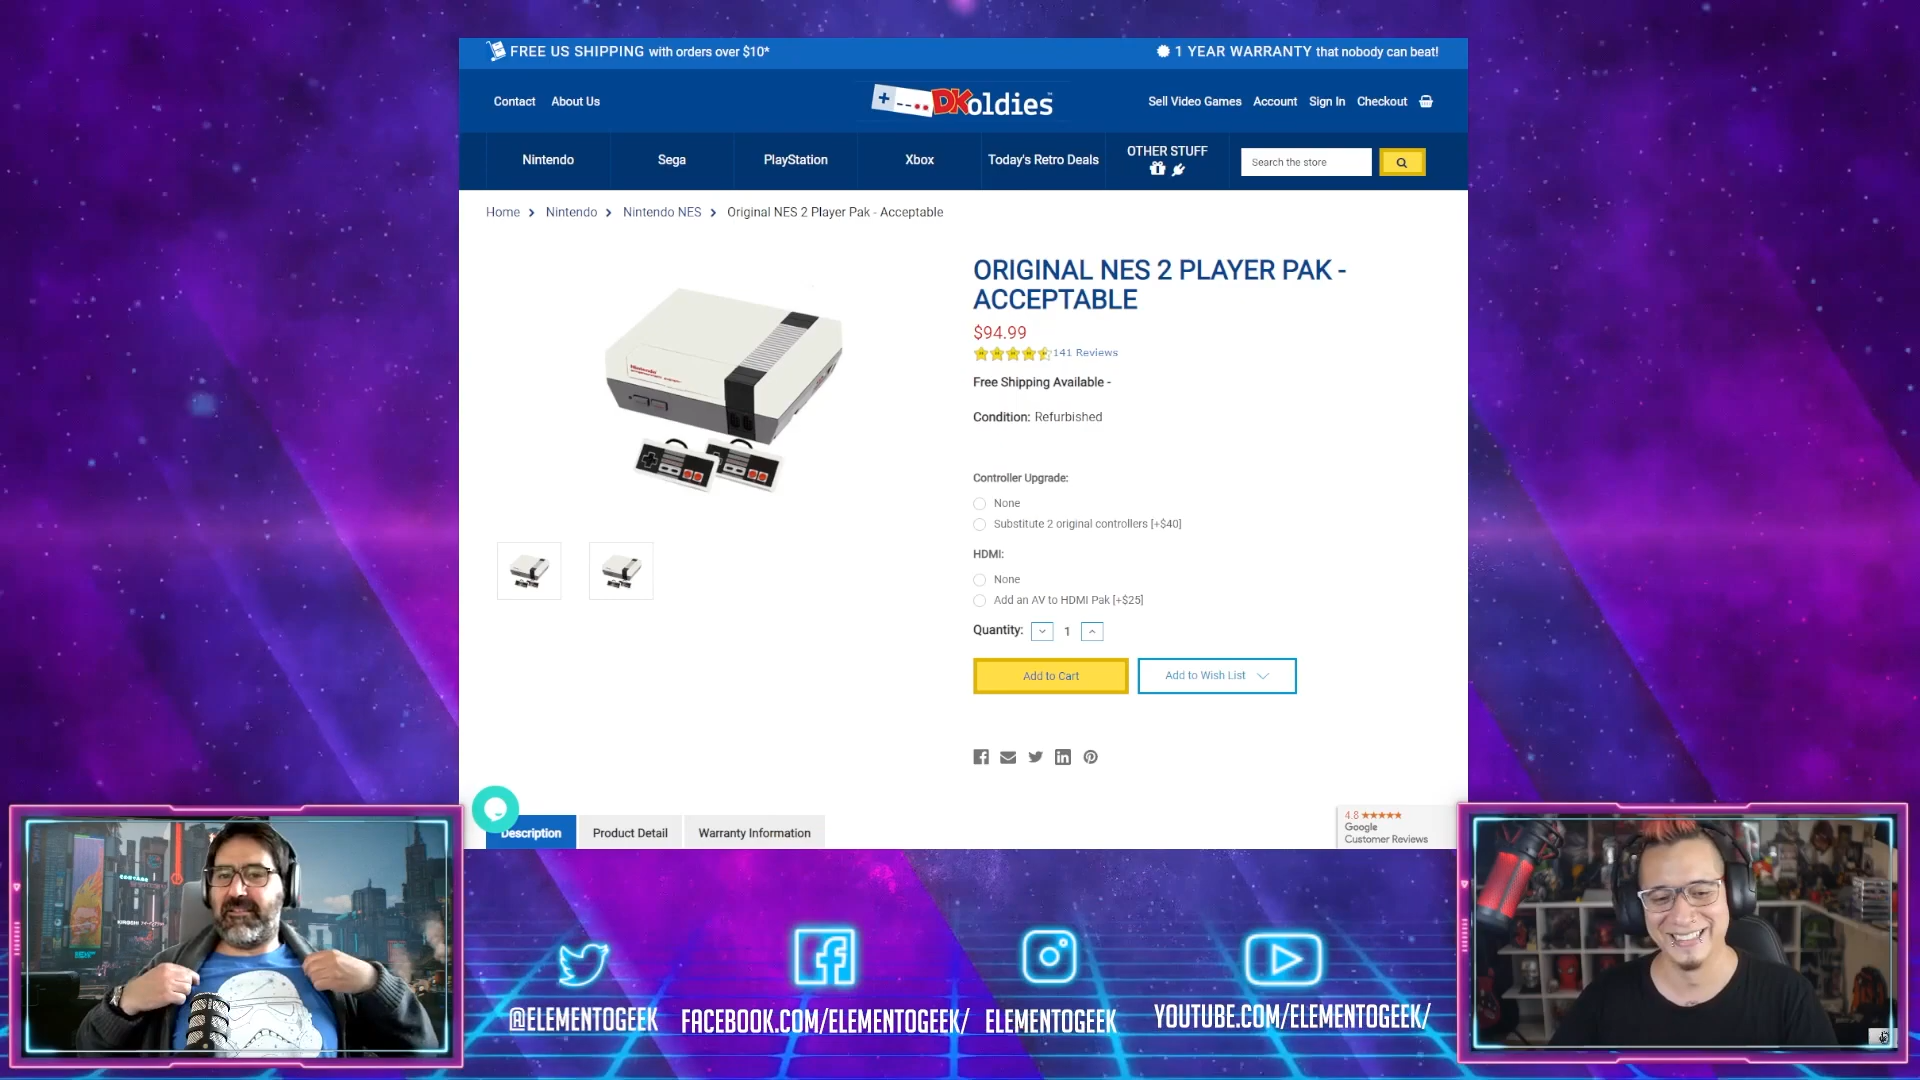 FREE US SHIPPING with orders over $10*
1 YEAR WARRANTY that nobody can beat!
Contact
About Us
DKoldies
Sell Video Games
Account
Sign In
Checkout
Nintendo
Sega
PlayStation
Xbox
Today's Retro Deals
OTHER STUFF
Search the store
Home
Nintendo
Nintendo NES
Original NES 2 Player Pak - Acceptable
ORIGINAL NES 2 PLAYER PAK -
ACCEPTABLE
$94.99
141 Reviews
Free Shipping Available -
Condition: Refurbished
Controller Upgrade:
None
Substitute 2 original controllers [+$40]
HDMI:
None
Add an AV to HDMI Pak [+$25]
Quantity: 1
Add to Cart
Add to Wish List
Description
Product Detail
Warranty Information
4.8
Google
Customer Reviews
@ELEMENTOGEEK
FACEBOOK.COM/ELEMENTOGEEK/
ELEMENTOGEEK
YOUTUBE.COM/ELEMENTOGEEK/